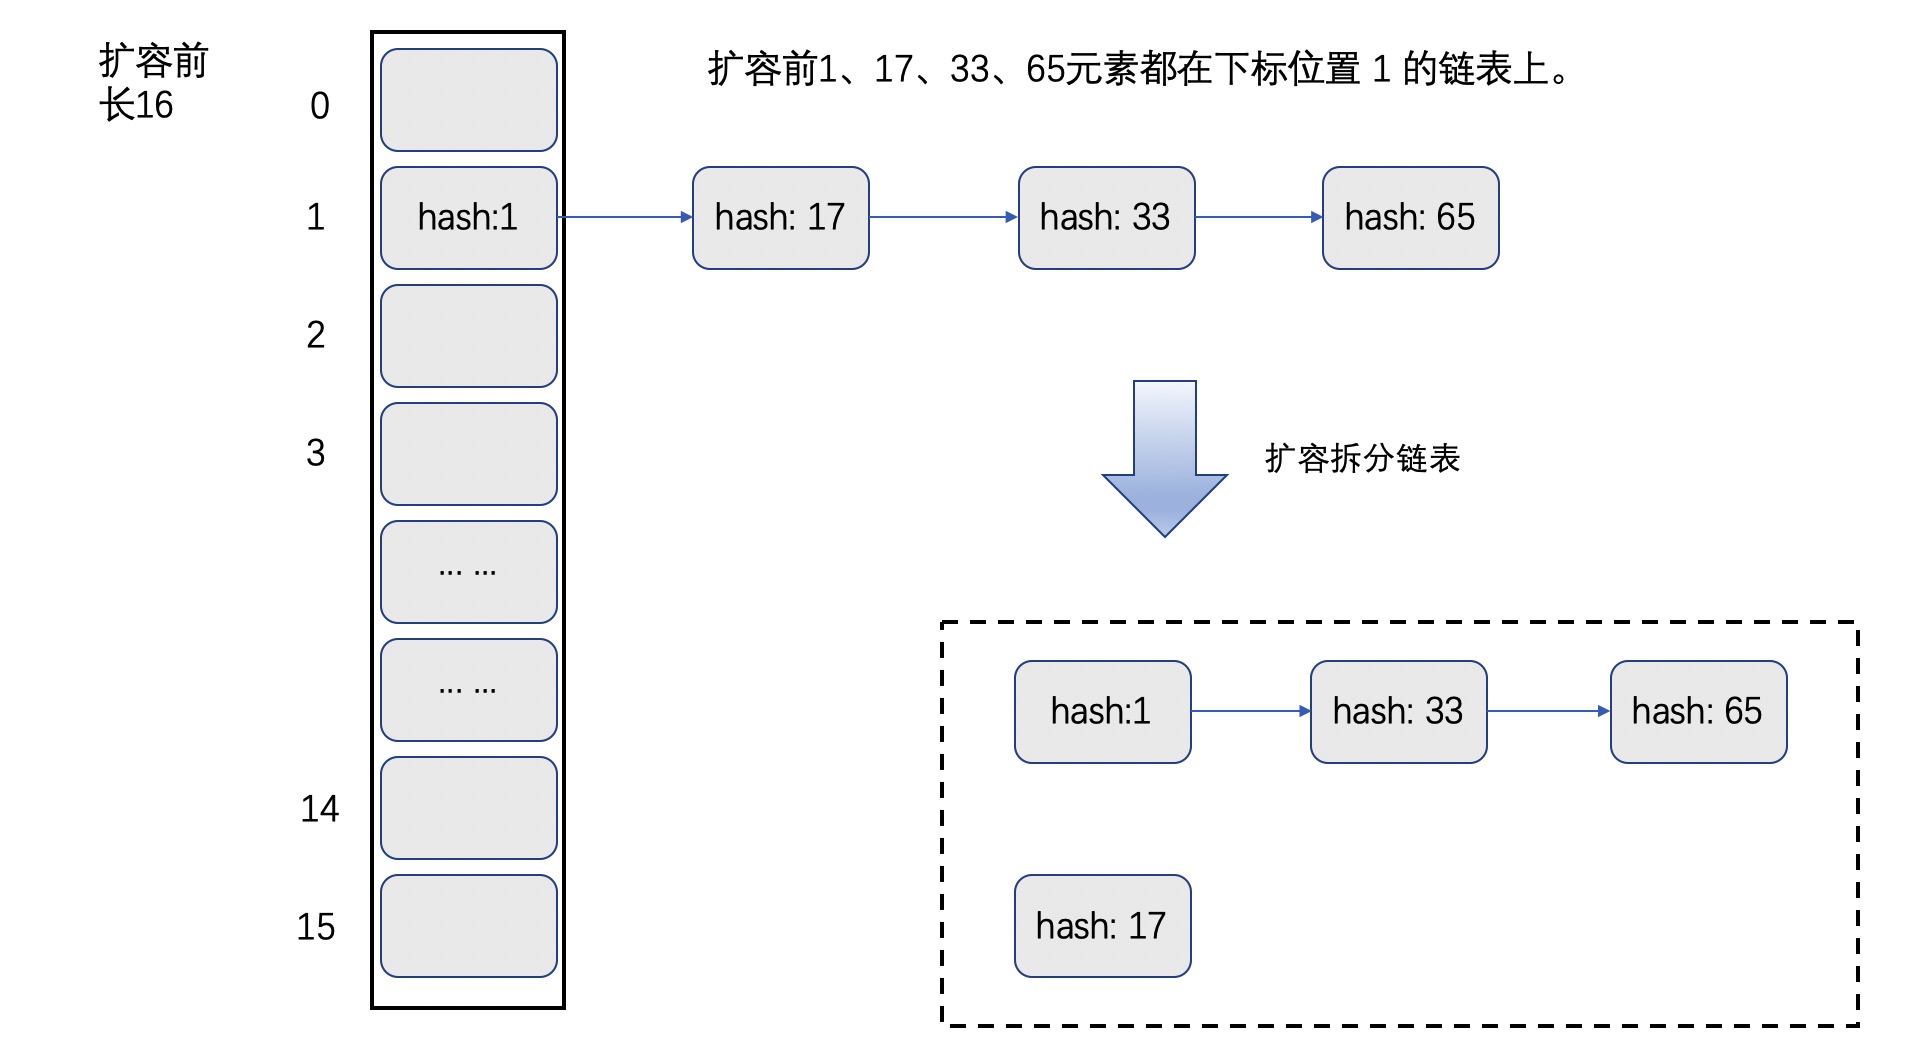 扩容前
长16
扩容前1、17、33、65元素都在下标位置 1 的链表上。
0
1
hash:1
hash: 17
hash: 33
hash: 65
2
3
扩容拆分链表
... ...
... ...
hash:1
hash: 33
hash: 65
14
15
hash: 17